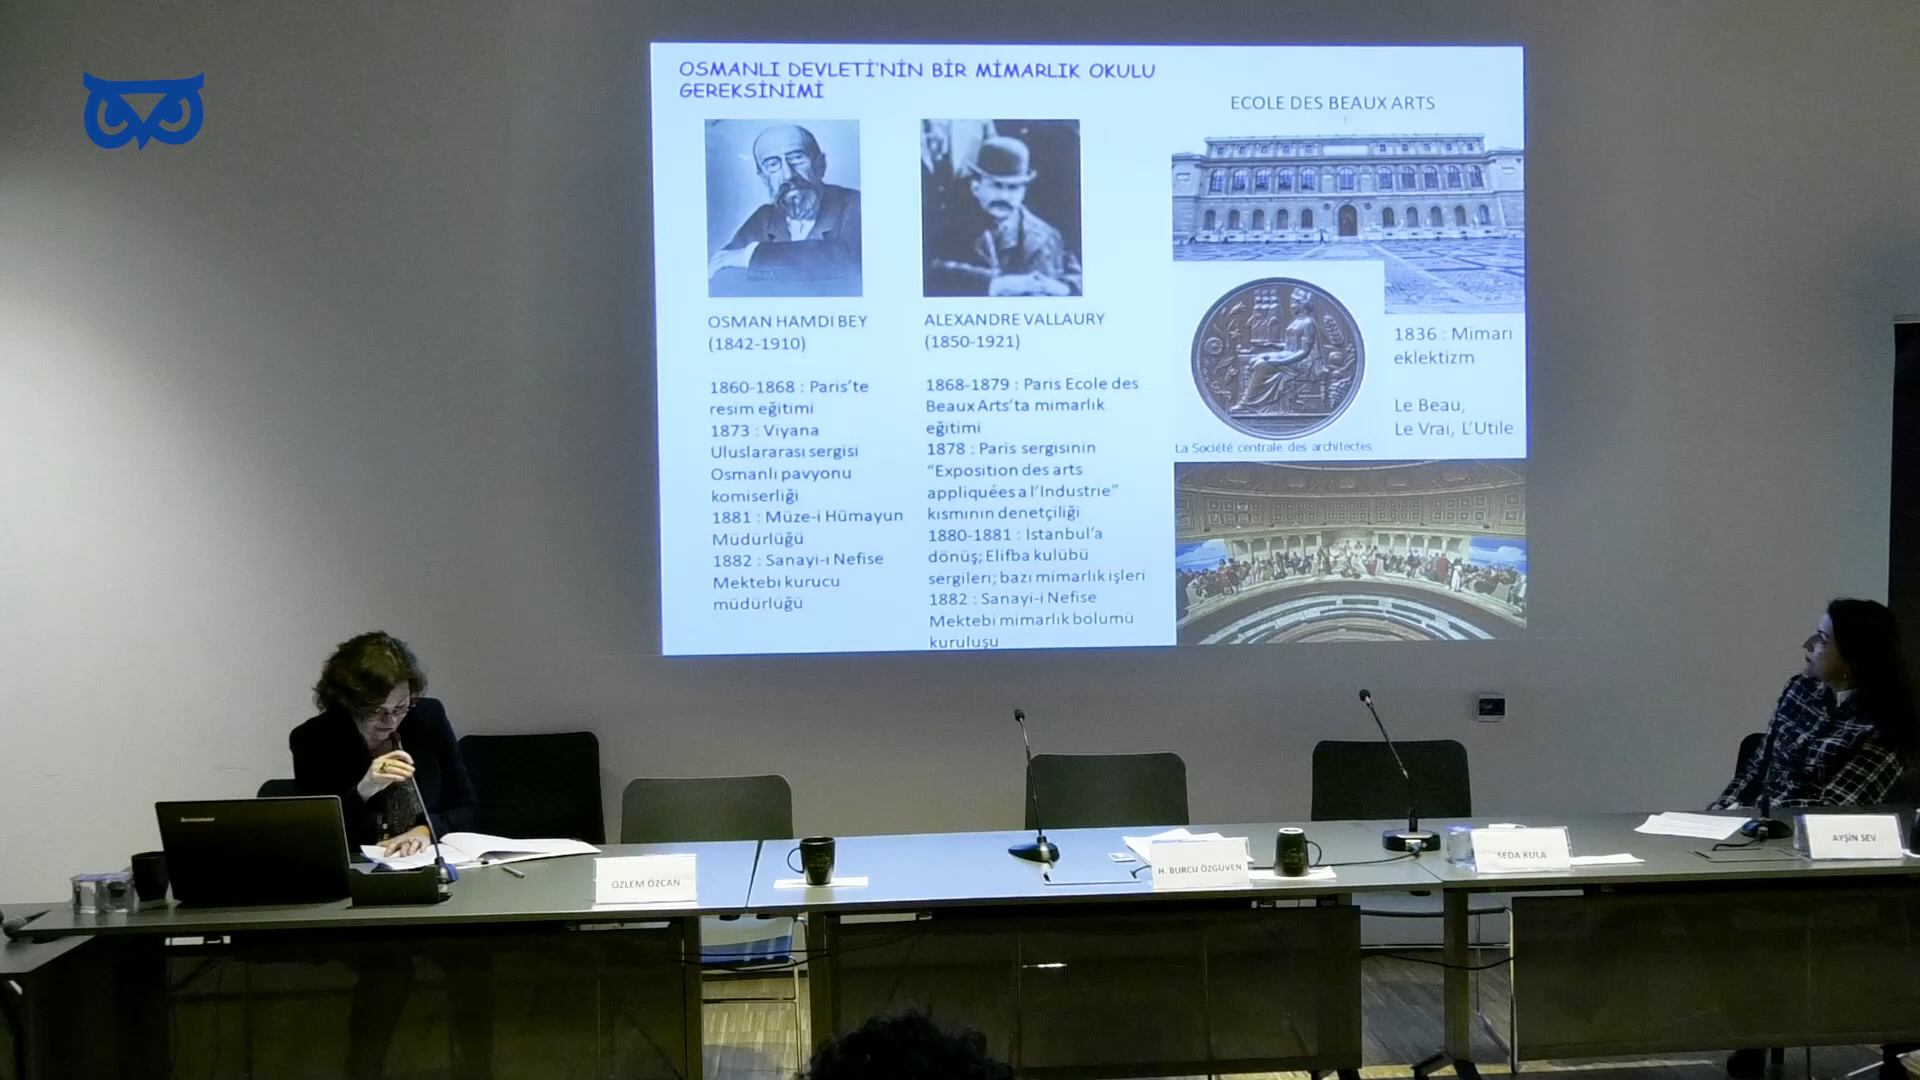 OSMANLI DEVLETİ'NİN BİR MİMARLIK OKULU
GEREKSİNİMİ
OSMAN HAMDİ BEY
(1842-1910)
1860-1868 : Paris'te
resim eğitimi
1873 : Viyana
Uluslararası sergisi
Osmanlı pavyonu
komiserliği
1881 : Müze-i Hümayun
Müdürlüğü
1882 : Sanayi-i Nefise
Mektebi kurucu
müdürlüğü
ALEXANDRE VALLAURY
(1850-1921)
1868-1879 : Paris Ecole des
Beaux Arts'ta mimarlık
eğitimi
1878 : Paris sergisinin
"Exposition des arts
appliquées a l'Industrie"
kısmının denetçiliği
1880-1881 : İstanbul'a
dönüş; Elifba kulübü
sergileri; bazı mimarlık işleri
1882 : Sanayi-i Nefise
Mektebi mimarlık bölümü
kuruluşu
ECOLE DES BEAUX ARTS
1836 : Mimari
eklektizm
Le Beau,
Le Vrai, L'Utile
La Société centrale des architectes
ÖZLEM ÖZCAN
H. BURCU ÖZGÜVEN
SEDA KULA
AYŞİN SEV